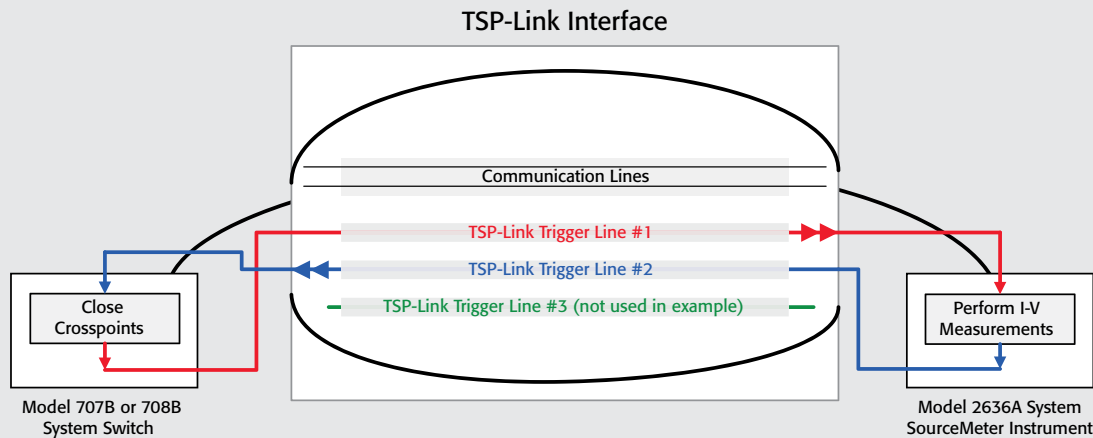 TSP-Link Interface
Communication Lines
TSP-Link Trigger Line #1
TSP-Link Trigger Line #2
TSP-Link Trigger Line #3 (not used in example)
Close
Crosspoints
Perform I-V
Measurements
Model 707B or 708B
System Switch
Model 2636A System
SourceMeter Instrument